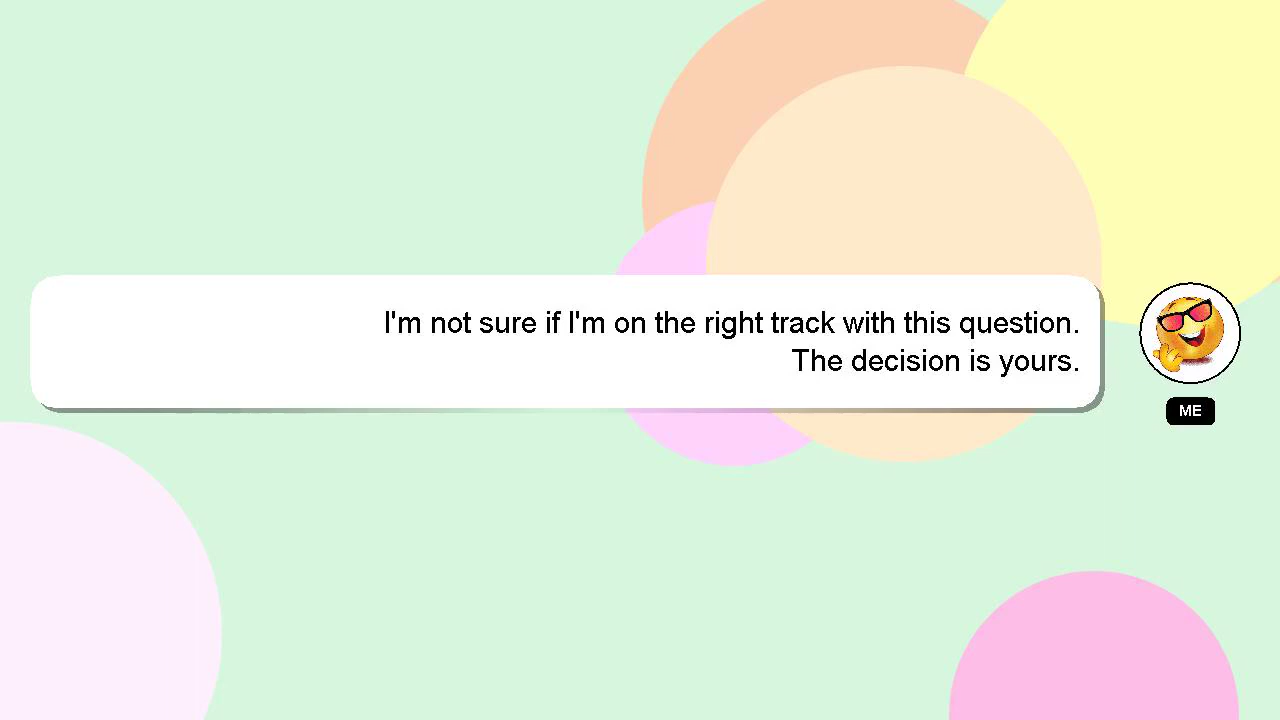 I'm not sure if I'm on the right track with this question.
The decision is yours.
ME